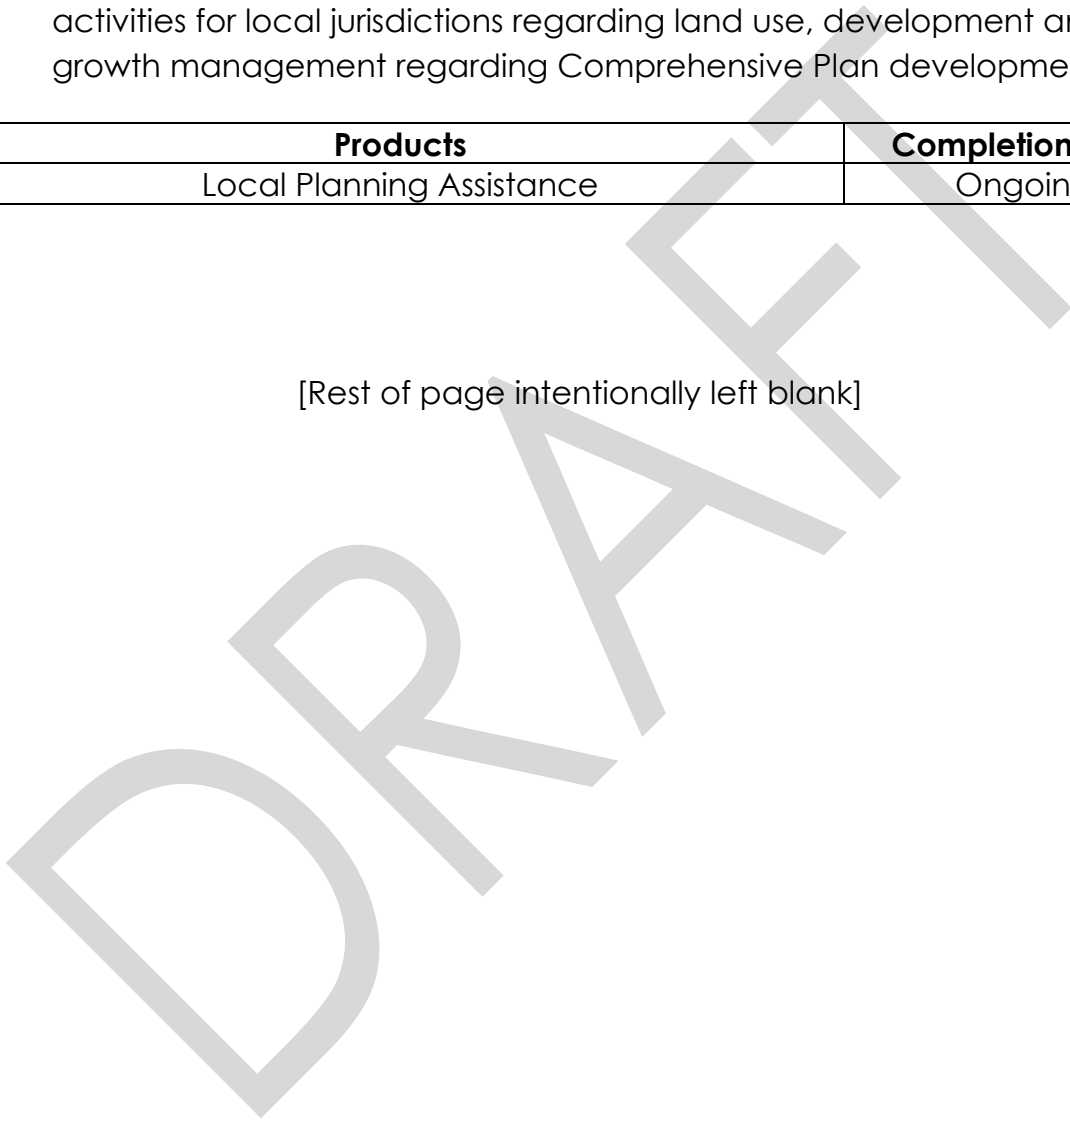 activities for local jurisdictions regarding land use, development
growth management regarding Comprehensive Plan
Products Completion
Local Planning Assistance
[Rest of page intentionally left blank]
DRAFT